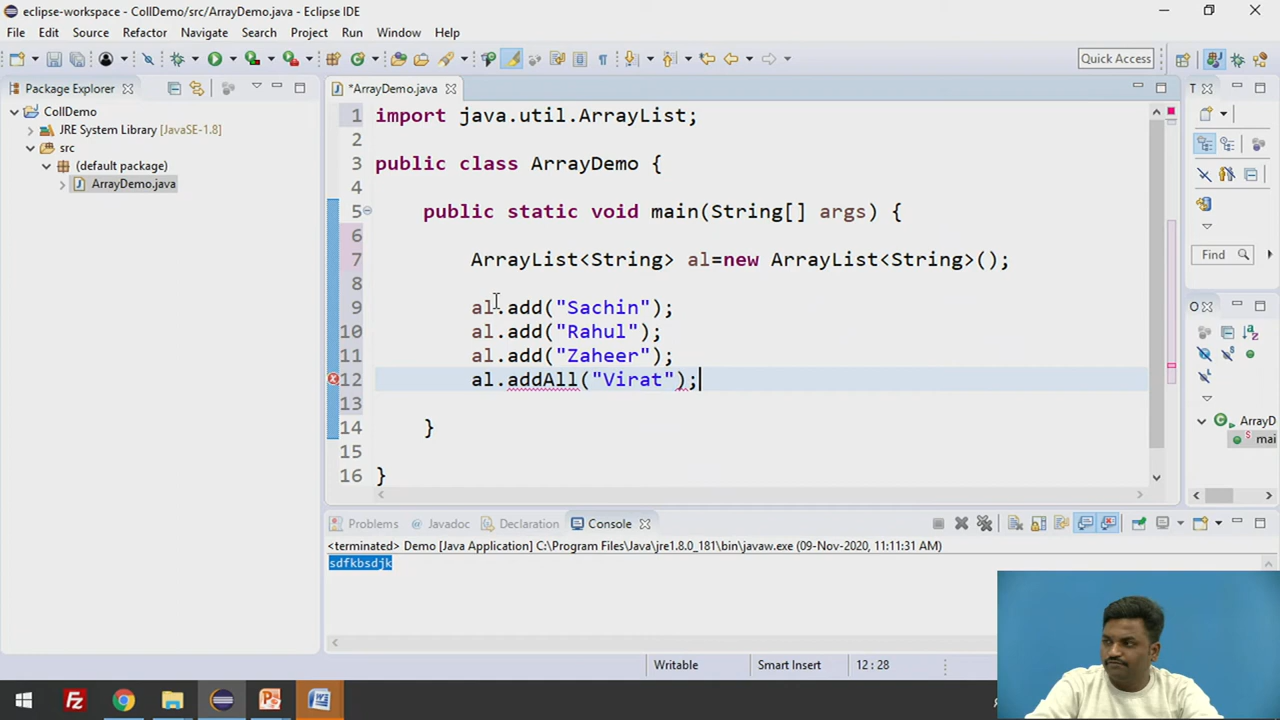 eclipse-workspace - CollDemo/src/ArrayDemo.java - Eclipse IDE
File Edit Source Refactor Navigate Search Project Run Window Help
Quick Access
Package Explorer
*ArrayDemo.java
T
CollDemo
JRE System Library [JavaSE-1.8]
src
(default package)
ArrayDemo.java
1 import java.util.ArrayList;
2
3 public class ArrayDemo {
4
5 public static void main(String[] args) {
6
7 ArrayList<String> al=new ArrayList<String>();
8
9 al.add("Sachin");
10 al.add("Rahul");
11 al.add("Zaheer");
12 al.addAll("Virat");
13
14 }
15
16 }
Find
O
ArrayD
mai
Problems Javadoc Declaration Console
<terminated> Demo [Java Application] C:\Program Files\Java\jre1.8.0_181\bin\javaw.exe (09-Nov-2020, 11:11:31 AM)
sdfkbsdjk
Writable Smart Insert 12 : 28